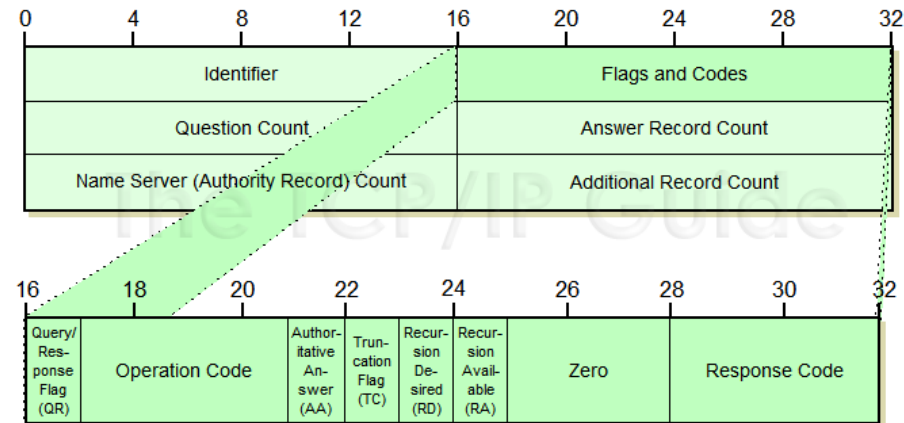 0 4 8 12 16 20 24 28 32
Identifier Flags and Codes
Question Count Answer Record Count
Name Server (Authority Record) Count Additional Record Count
The TCP/IP Guide
16 18 20 22 24 26 28 30 32
Query/
Res-
ponse
Flag
(QR)
Operation Code
Author-
itative
An-
swer
(AA)
Trun-
cation
Flag
(TC)
Recur-
sion
De-
sired
(RD)
Recur-
sion
Avail-
able
(RA)
Zero
Response Code